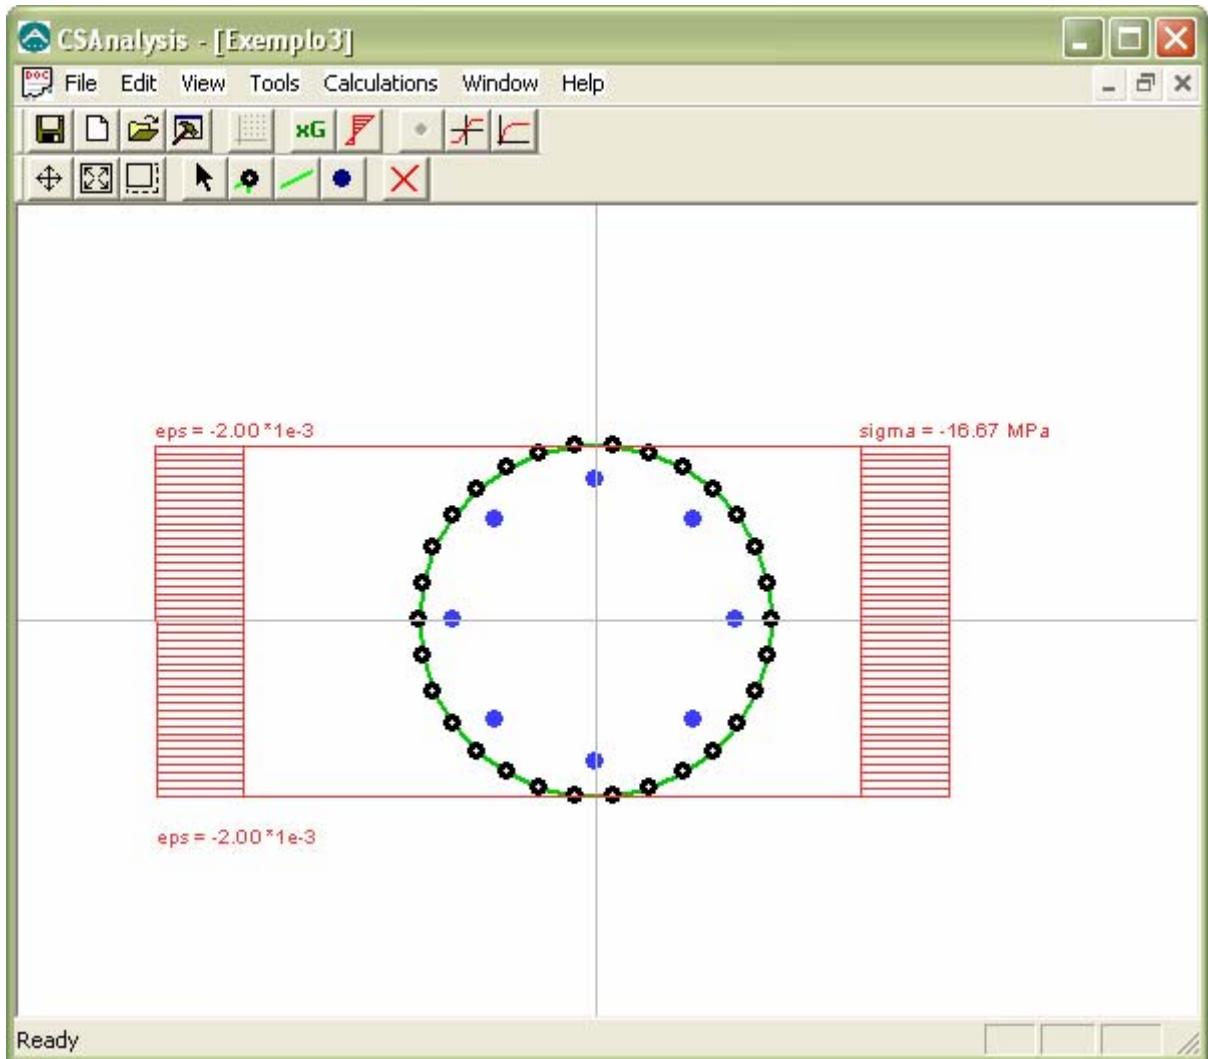 CSAnalysis - [Exemplo3]
DOC File Edit View Tools Calculations Window Help
xG
eps = -2.00*1e-3
sigma = -16.67 MPa
eps = -2.00*1e-3
Ready